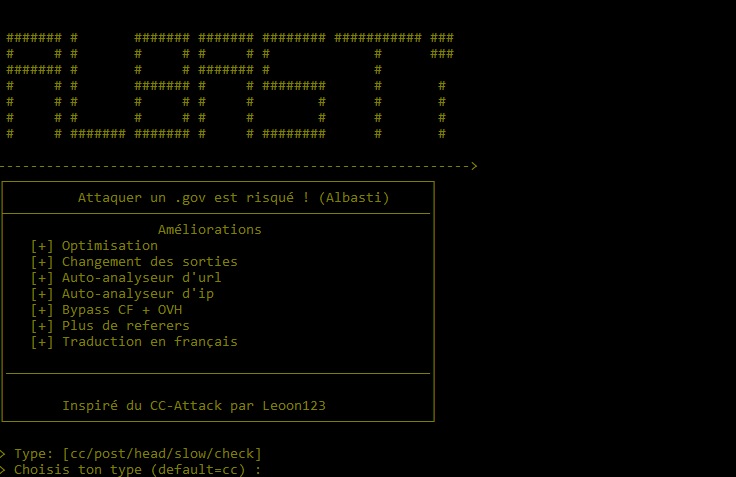 ALBASTI
Attaquer un .gov est risqué ! (Albasti)
Améliorations
[+] Optimisation
[+] Changement des sorties
[+] Auto-analyseur d'url
[+] Auto-analyseur d'ip
[+] Bypass CF + OVH
[+] Plus de referers
[+] Traduction en français
Inspiré du CC-Attack par Leoon123
> Type: [cc/post/head/slow/check]
> Choisis ton type (default=cc) :